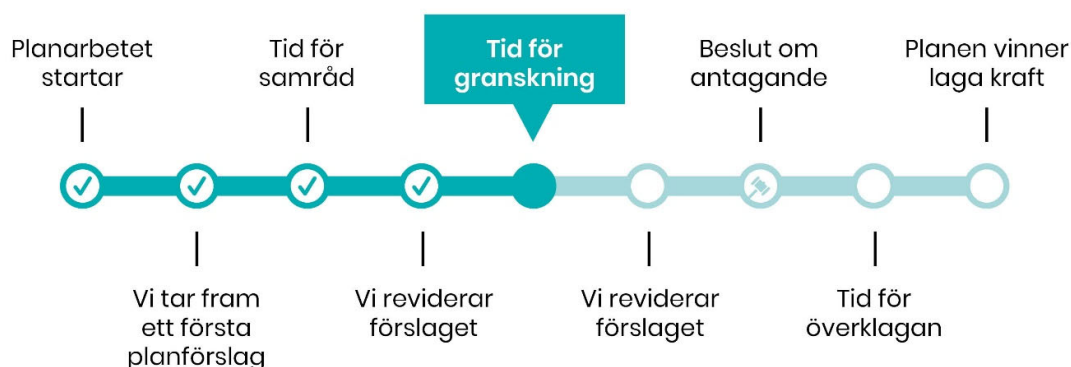 Planarbetet
startar
Tid för
samråd
Tid för
granskning
Beslut om
antagande
Planen vinner
laga kraft
Vi tar fram
ett första
planförslag
Vi reviderar
förslaget
Vi reviderar
förslaget
Tid för
överklagan